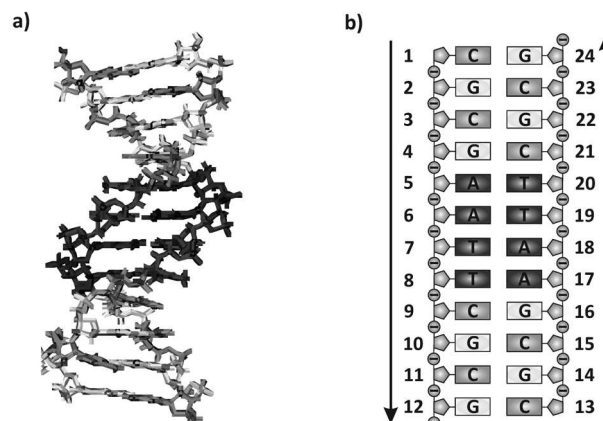 a)
b)
1 C G 24
2 G C 23
3 C G 22
4 G C 21
5 A T 20
6 A T 19
7 T A 18
8 T A 17
9 C G 16
10 G C 15
11 C G 14
12 G C 13